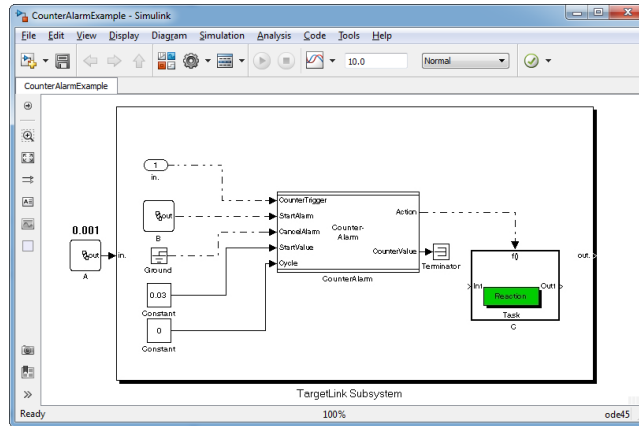 CounterAlarmExample - Simulink
File Edit View Display Diagram Simulation Analysis Code Tools Help
10.0 Normal
CounterAlarmExample
1
in.
CounterTrigger
StartAlarm
CancelAlarm
StartValue
Cycle
Counter-
Alarm
Action
CounterValue
CounterAlarm
out
B
0.001
out
A
in.
Ground
0.03
Constant
0
Constant
Terminator
f()
In1
Out1
Reaction
Task
C
out.
TargetLink Subsystem
Ready 100% ode45